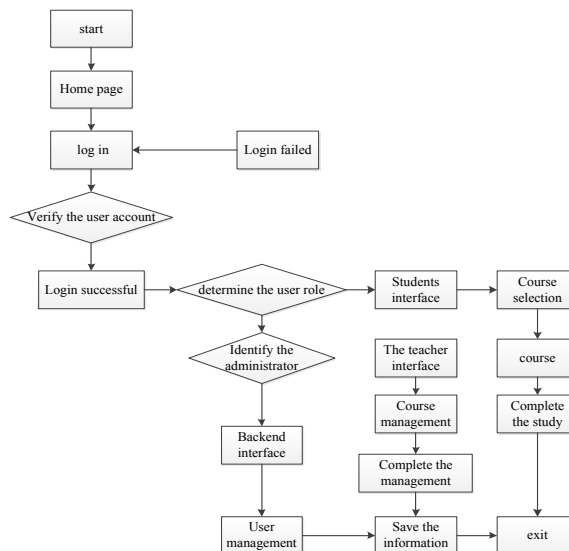 start
Home page
log in
Login failed
Verify the user account
Login successful
determine the user role
Students
interface
Course
selection
Identify the
administrator
The teacher
interface
course
Course
management
Complete
the study
Backend
interface
Complete the
management
User
management
Save the
information
exit